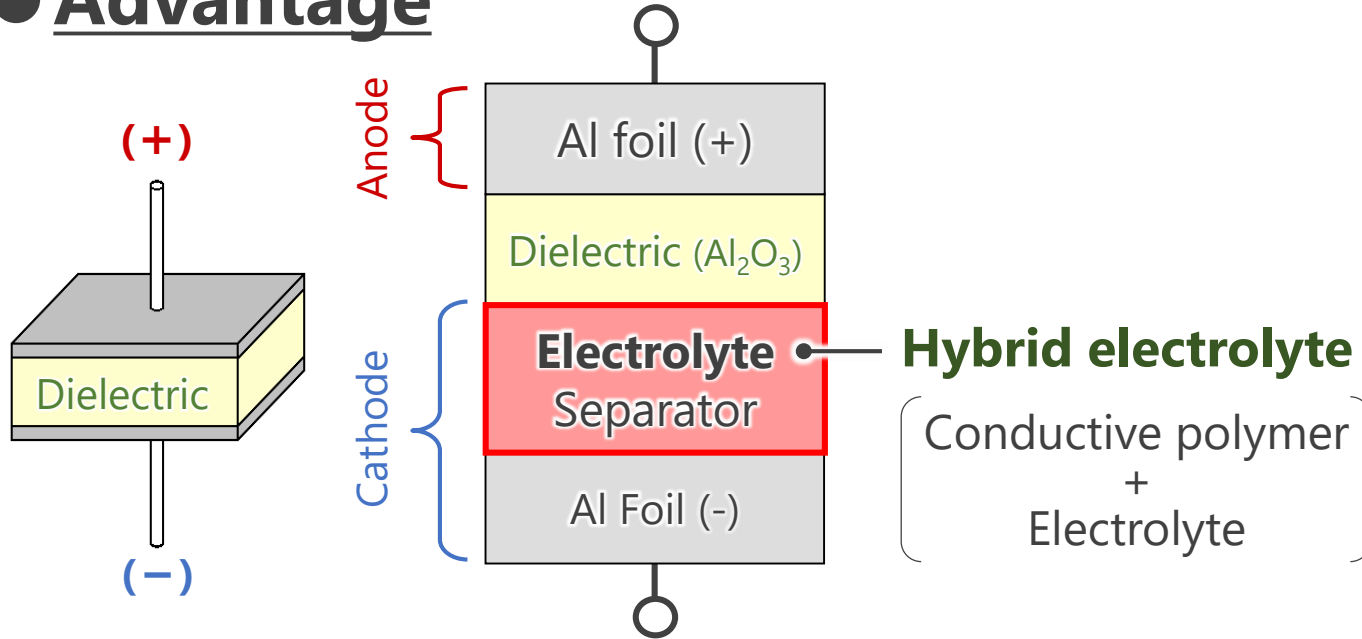 ● Advantage
(+)
Dielectric
(−)
Anode
Cathode
Al foil (+)
Dielectric (Al₂O₃)
Electrolyte
Separator
Al Foil (-)
Hybrid electrolyte
Conductive polymer
+
Electrolyte